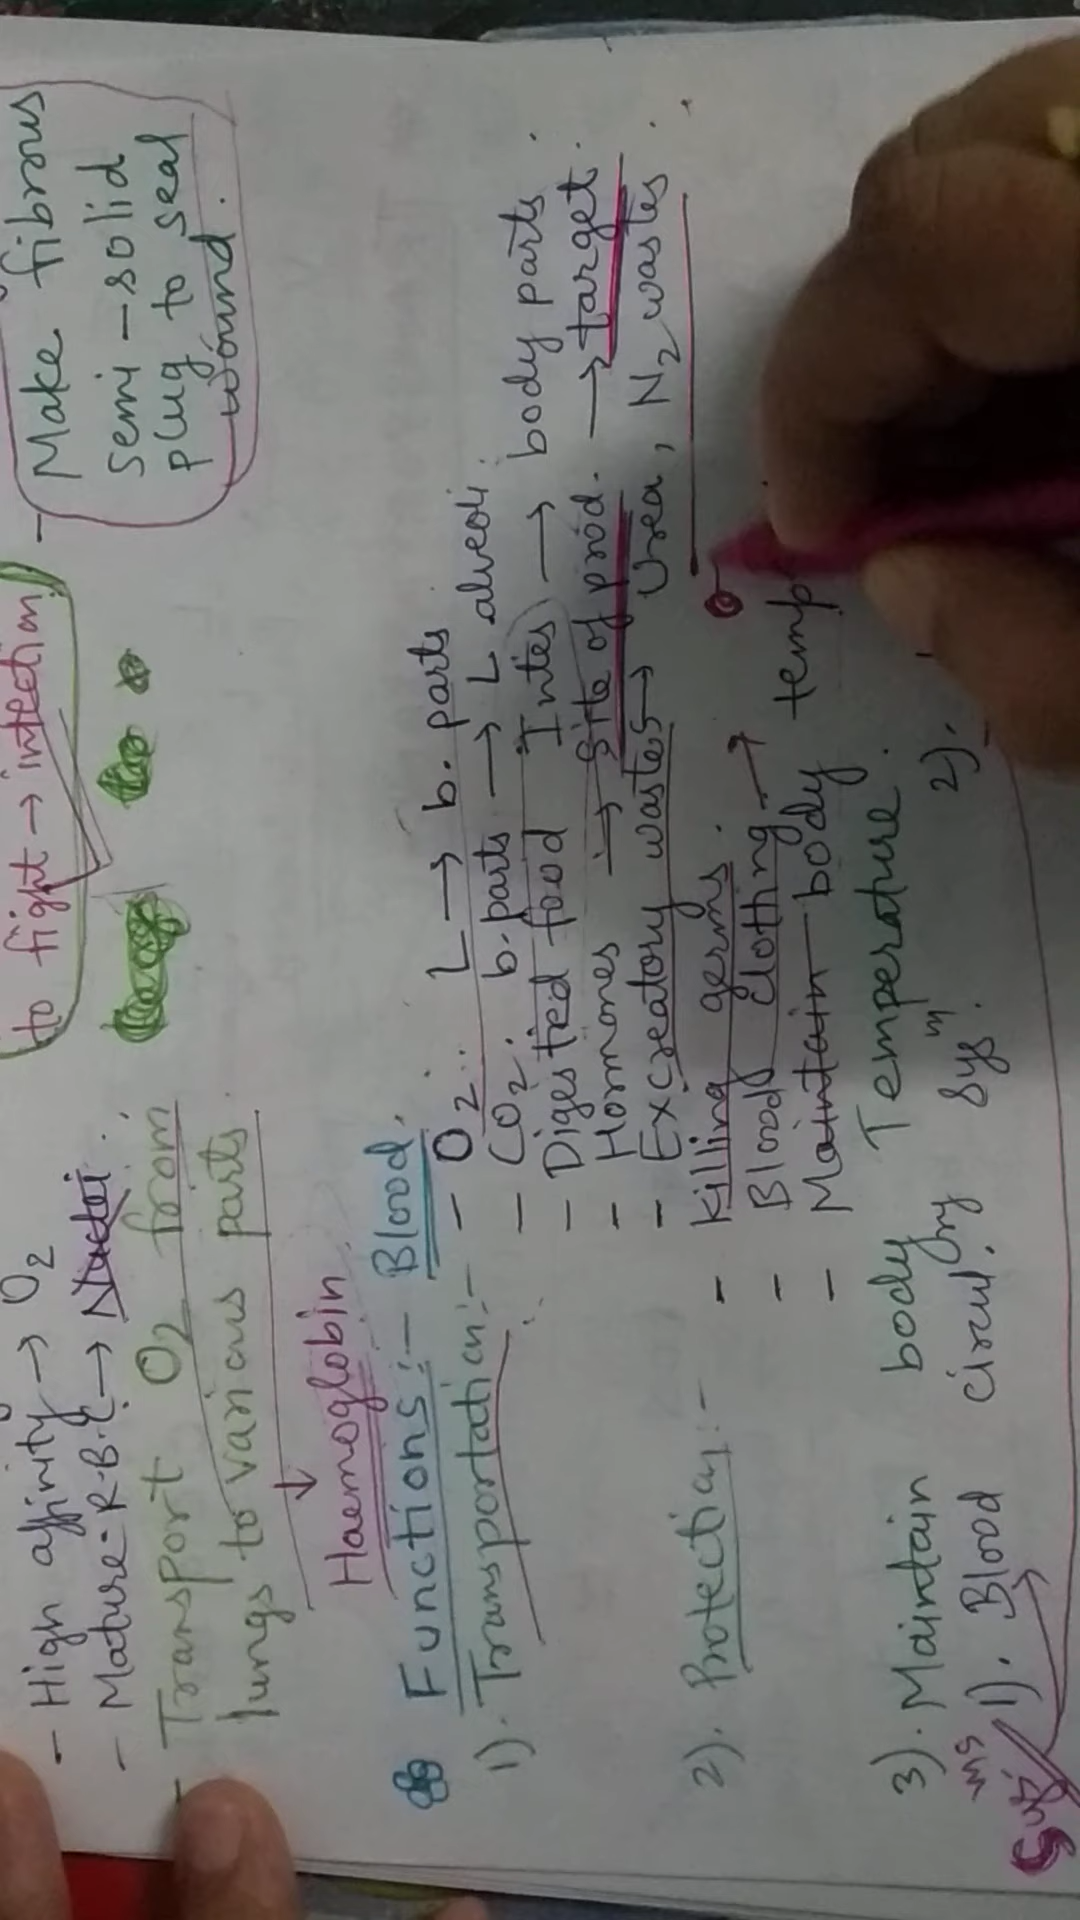 to fight → infection
- Make fibrous
semi-solid
plug to seal
wound.
- High affinity → O2
- Mature R.B.C → Nuclei
- Transport O2 from
lungs to various parts
Haemoglobin
Functions:- Blood.
1). Transportation:- - O2: L → b. parts
- CO2: b. parts → L alveoli
- Digestied food Intes → body parts.
- Hormones → site of prod. → target.
- Excreatory wastes → Urea, N2 wastes.
2). Protection:- - Killing germs.
- Blood clotting →
- Maintain body temp
3). Maintain body Temperature.
1). Blood circul. sys^m. 2).